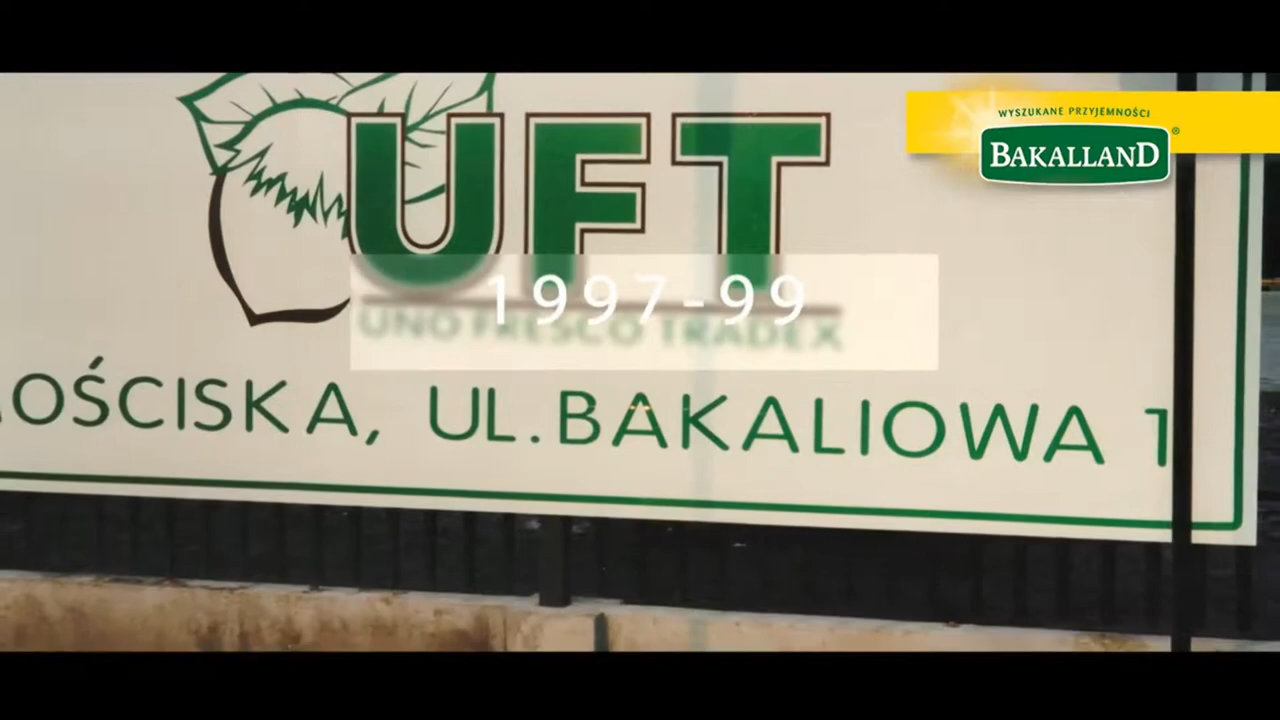 WYSZUKANE PRZYJEMNOŚCI
BAKALLAND®
UFT
1997-99
UNO FRESCO TRADEX
OŚCISKA, UL.BAKALIOWA 1